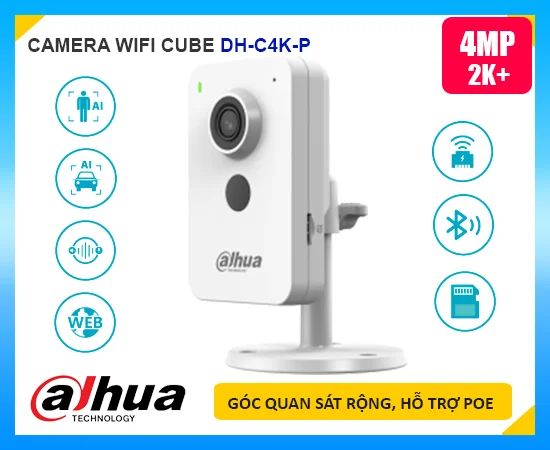 CAMERA WIFI CUBE DH-C4K-P
4MP
2K+
AI
AI
WEB
alhua
TECHNOLOGY
alhua
TECHNOLOGY
GÓC QUAN SÁT RỘNG, HỖ TRỢ POE